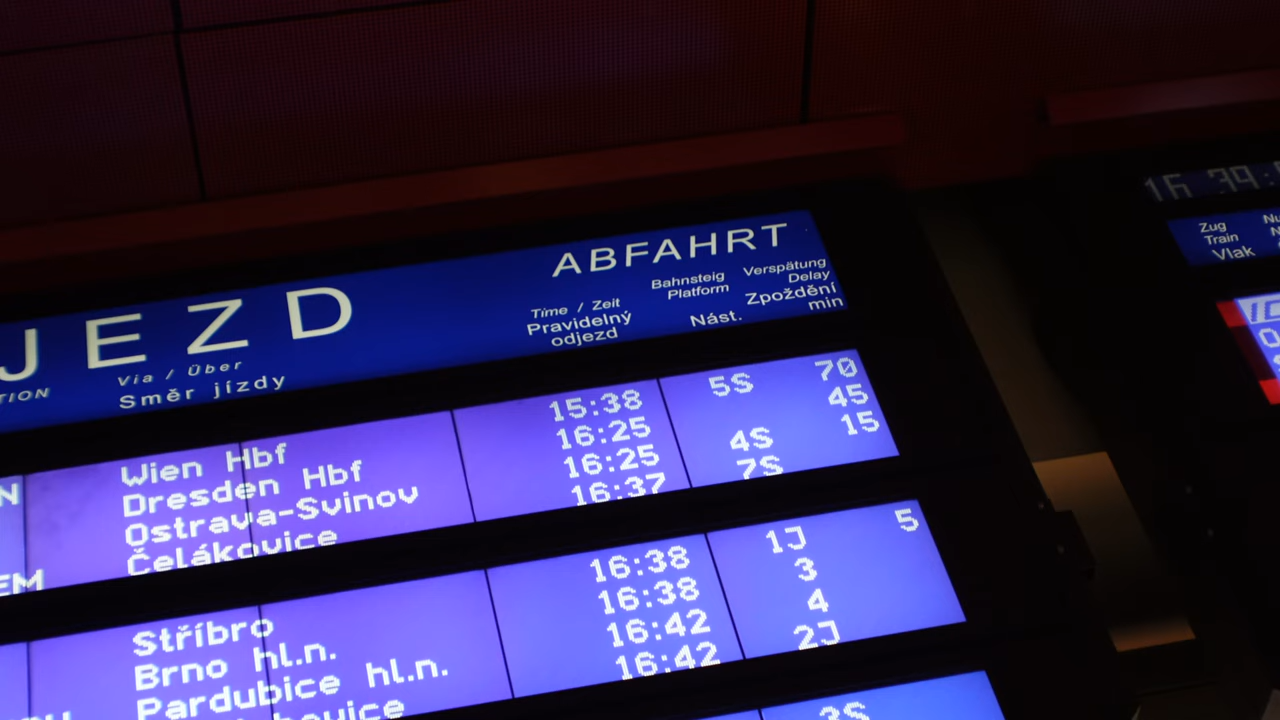 JEZD
ABFAHRT
Via / Über
Směr jízdy
Time / Zeit
Pravidelný
odjezd
Bahnsteig
Platform
Nást.
Verspätung
Delay
Zpoždění
min
Wien Hbf 15:38 5S 70
Dresden Hbf 16:25 45
Ostrava-Svinov 16:25 4S 15
Čelákovice 16:37 7S
Stříbro 16:38 1J 5
Brno hl.n. 16:38 3
Pardubice hl.n. 16:42 4
16:42 2J
3S
16 39
Zug
Train
Vlak